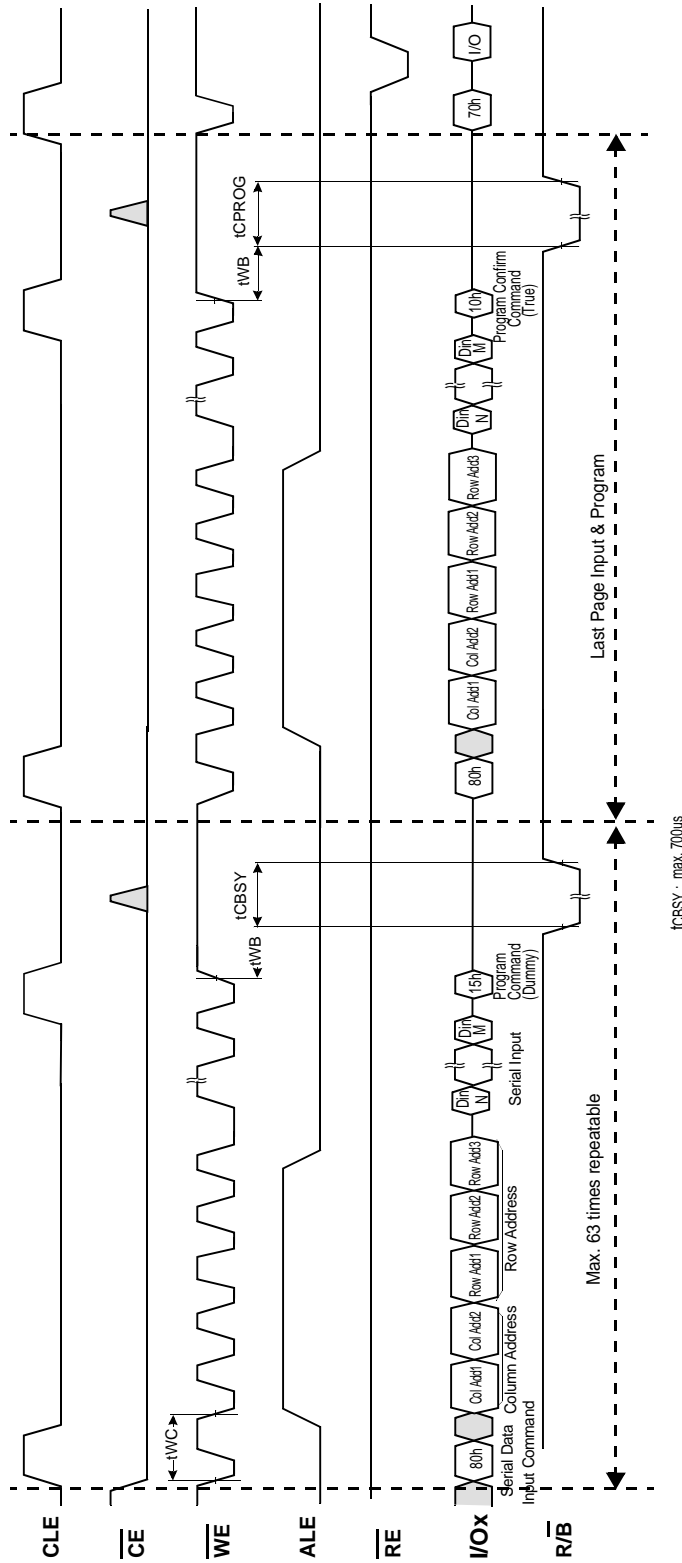 CLE
CE
WE
ALE
RE
I/Ox
R/B
tWC
tWB
tCBSY
tWB
tCPROG
80h
Col Add1
Col Add2
Row Add1
Row Add2
Row Add3
Din
N
Din
M
15h
80h
Col Add1
Col Add2
Row Add1
Row Add2
Row Add3
Din
N
Din
M
10h
70h
I/O
Serial Data
Input Command
Column Address
Row Address
Serial Input
Program
Command
(Dummy)
Program Confirm
Command
(True)
Max. 63 times repeatable
Last Page Input & Program
tCBSY : max. 700us